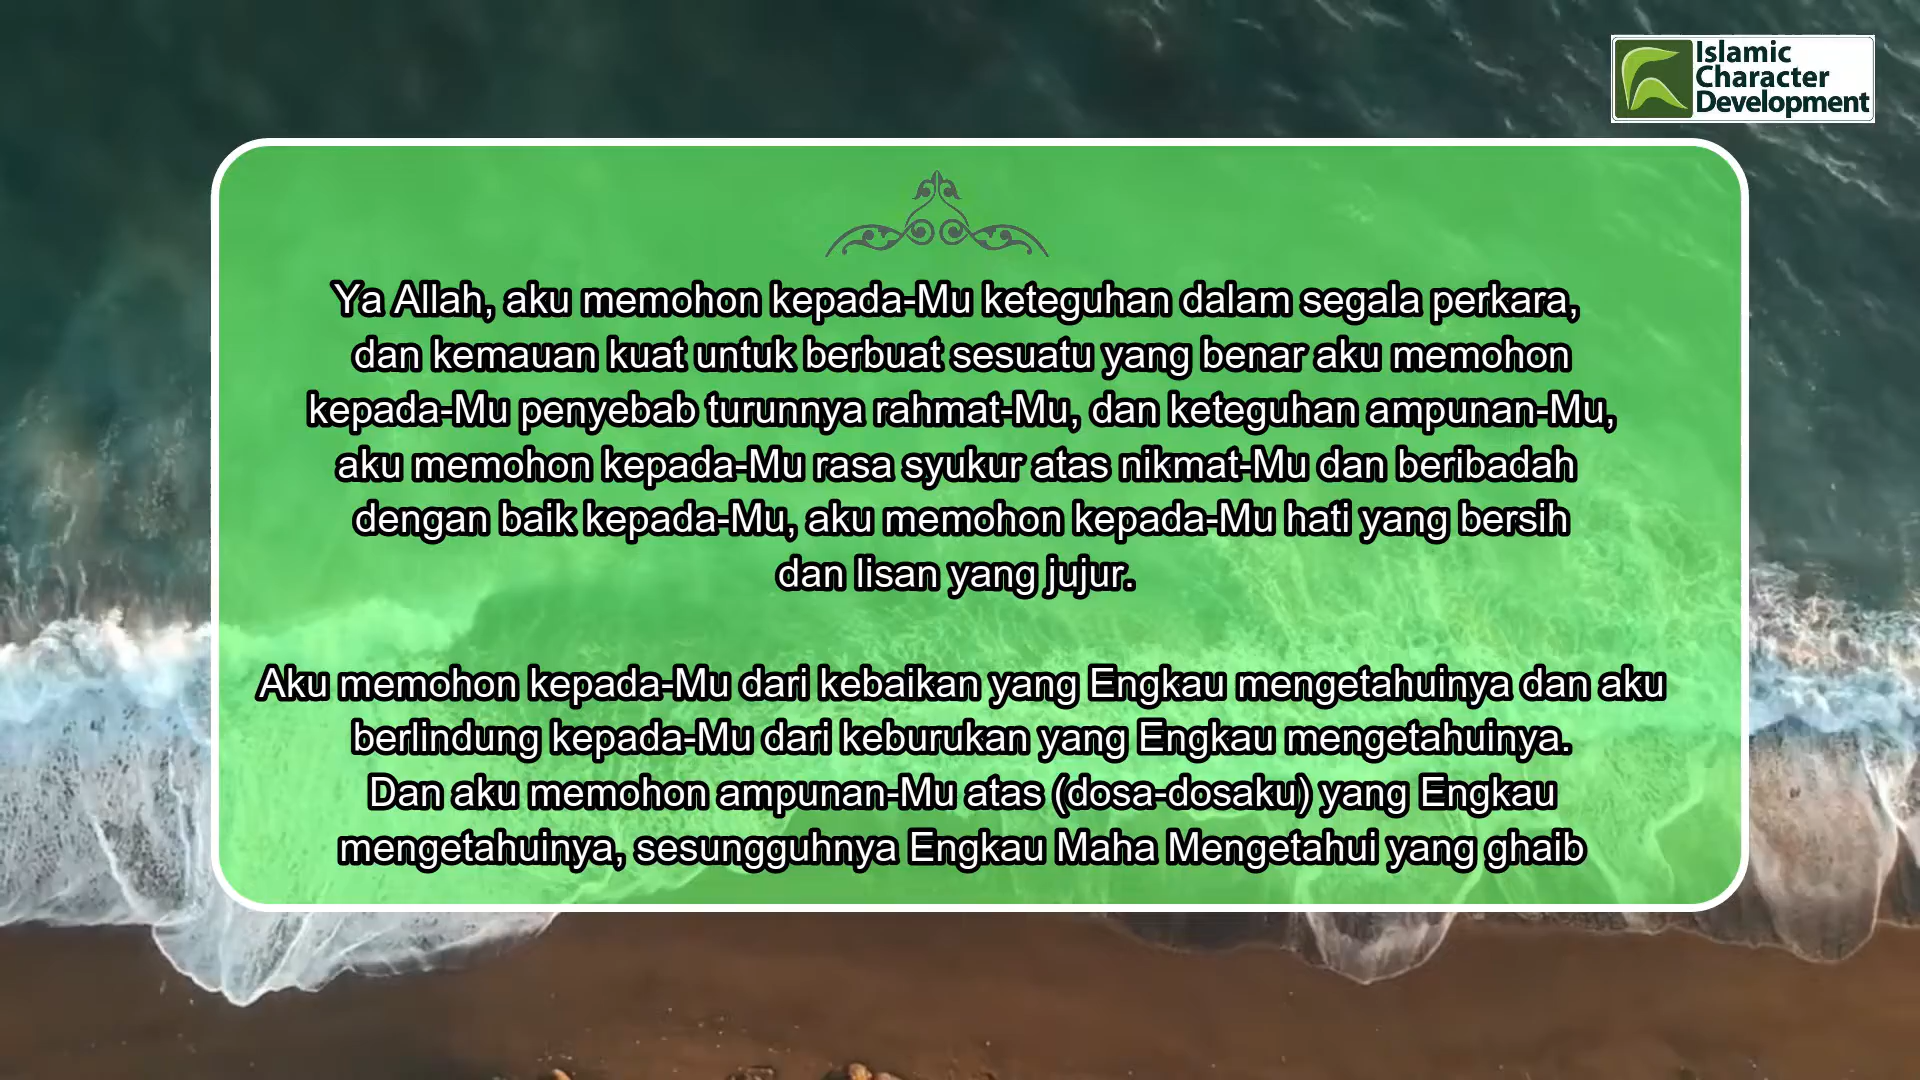 Islamic
Character
Development
Ya Allah, aku memohon kepada-Mu keteguhan dalam segala perkara,
dan kemauan kuat untuk berbuat sesuatu yang benar aku memohon
kepada-Mu penyebab turunnya rahmat-Mu, dan keteguhan ampunan-Mu,
aku memohon kepada-Mu rasa syukur atas nikmat-Mu dan beribadah
dengan baik kepada-Mu, aku memohon kepada-Mu hati yang bersih
dan lisan yang jujur.
Aku memohon kepada-Mu dari kebaikan yang Engkau mengetahuinya dan aku
berlindung kepada-Mu dari keburukan yang Engkau mengetahuinya.
Dan aku memohon ampunan-Mu atas (dosa-dosaku) yang Engkau
mengetahuinya, sesungguhnya Engkau Maha Mengetahui yang ghaib